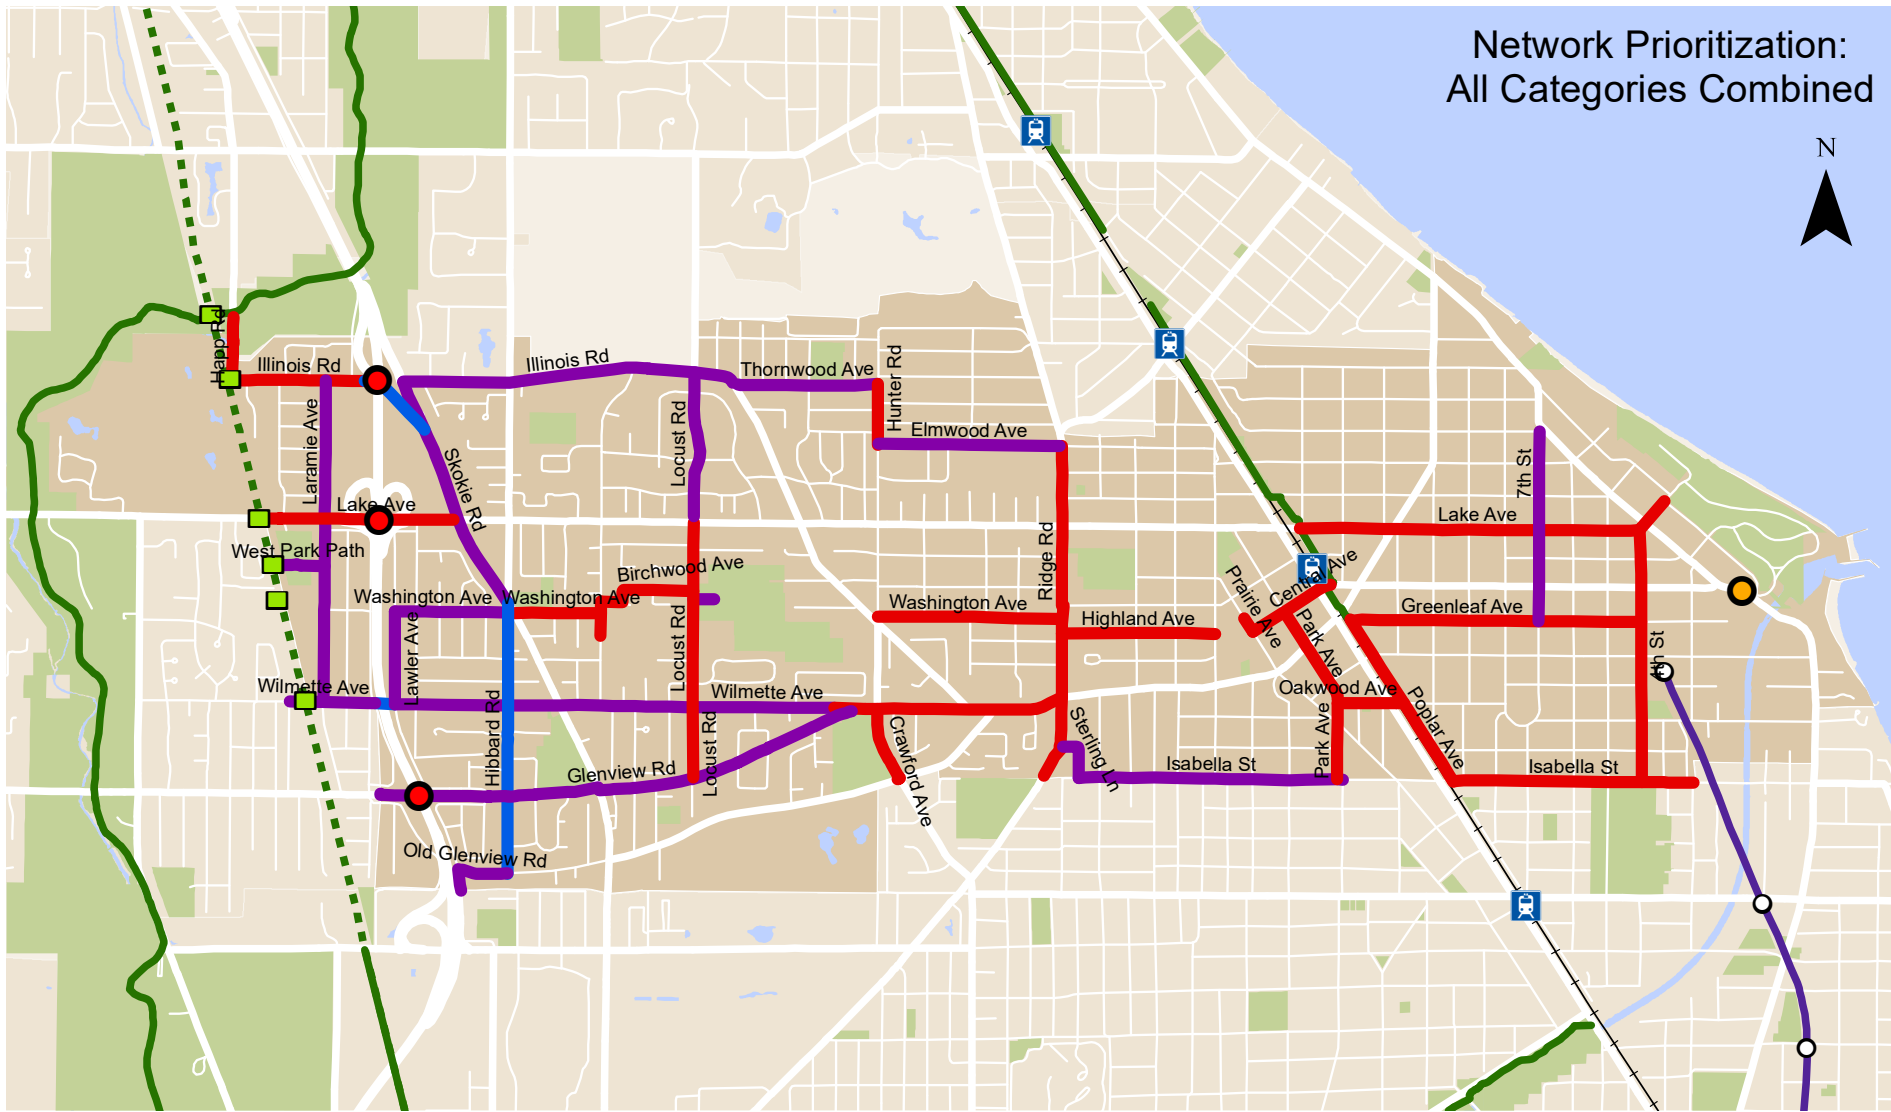 Network Prioritization:
All Categories Combined
N
Happ Rd
Illinois Rd
Illinois Rd
Thornwood Ave
Hunter Rd
Elmwood Ave
Laramie Ave
Locust Rd
Skokie Rd
7th St
Lake Ave
Lake Ave
West Park Path
Ridge Rd
Birchwood Ave
Central Ave
Prairie Ave
Washington Ave
Washington Ave
Washington Ave
Highland Ave
Greenleaf Ave
Lawler Ave
Locust Rd
Park Ave
4th St
Wilmette Ave
Wilmette Ave
Oakwood Ave
Hibbard Rd
Locust Rd
Crawford Ave
Sterling Ln
Park Ave
Poplar Ave
Glenview Rd
Isabella St
Isabella St
Old Glenview Rd